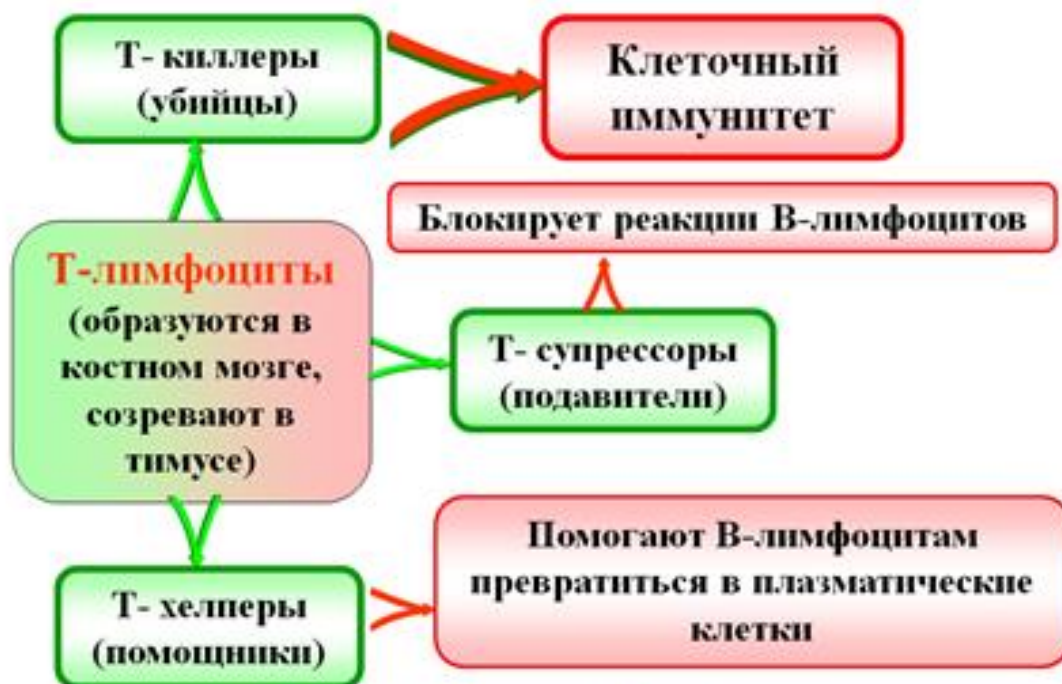 Т- киллеры
(убийцы)
Клеточный
иммунитет
Блокирует реакции В-лимфоцитов
Т-лимфоциты
(образуются в
костном мозге,
созревают в
тимусе)
Т- супрессоры
(подавители)
Т- хелперы
(помощники)
Помогают В-лимфоцитам
превратиться в плазматические
клетки